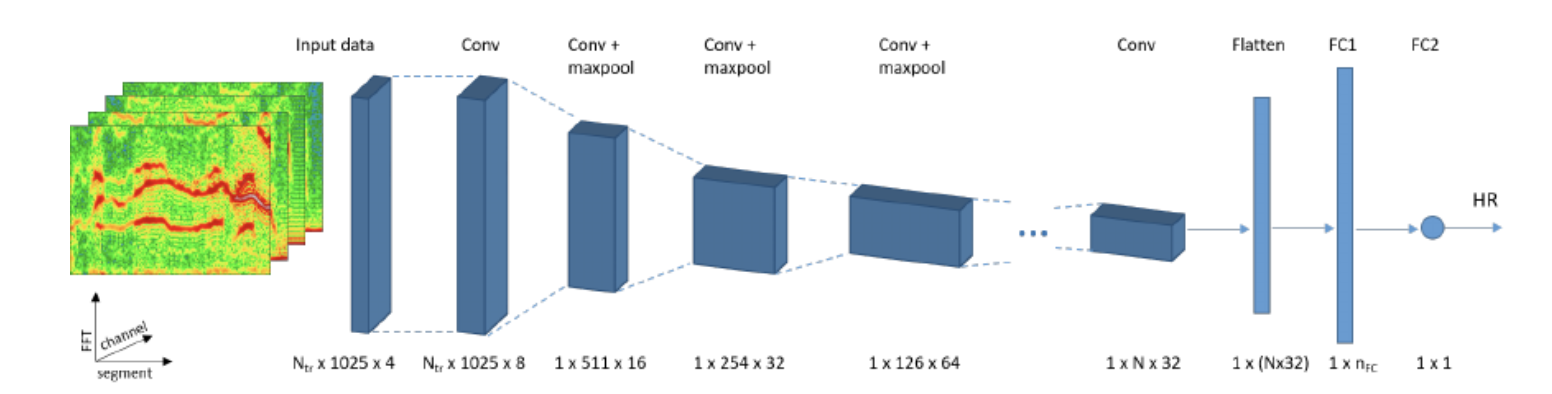 Input data
Conv
Conv +
maxpool
Conv +
maxpool
Conv +
maxpool
Conv
Flatten
FC1
FC2
...
HR
FFT
channel
segment
Nₜᵣ x 1025 x 4
Nₜᵣ x 1025 x 8
1 x 511 x 16
1 x 254 x 32
1 x 126 x 64
1 x N x 32
1 x (Nx32)
1 x n_FC
1 x 1